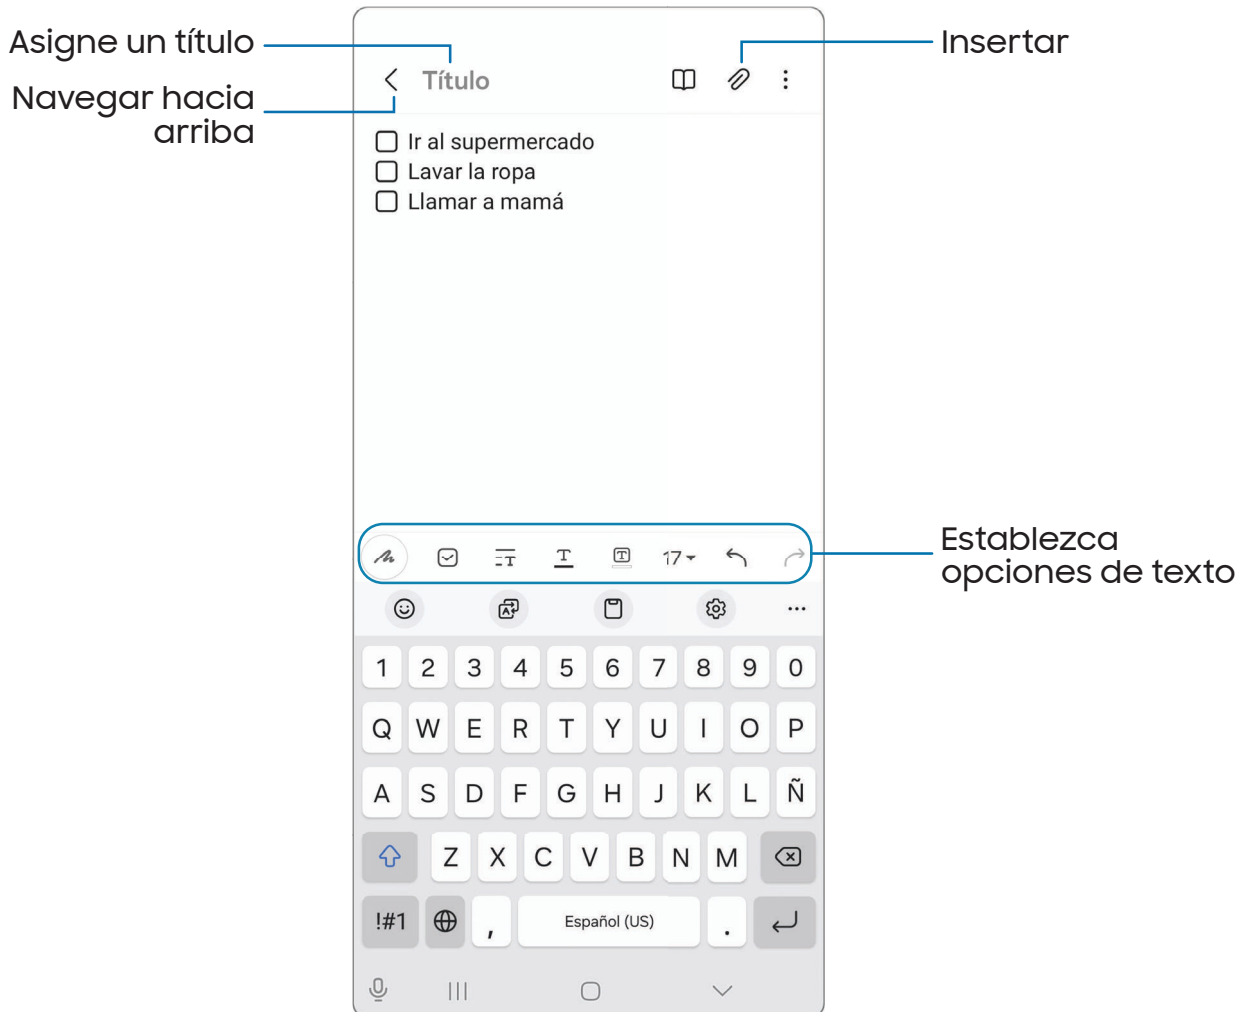 Asigne un título
Insertar
Título
Navegar hacia
arriba
Ir al supermercado
Lavar la ropa
Llamar a mamá
Establezca
opciones de texto
17
1 2 3 4 5 6 7 8 9 0
Q W E R T Y U I O P
A S D F G H J K L Ñ
Z X C V B N M
!#1 , Español (US) .